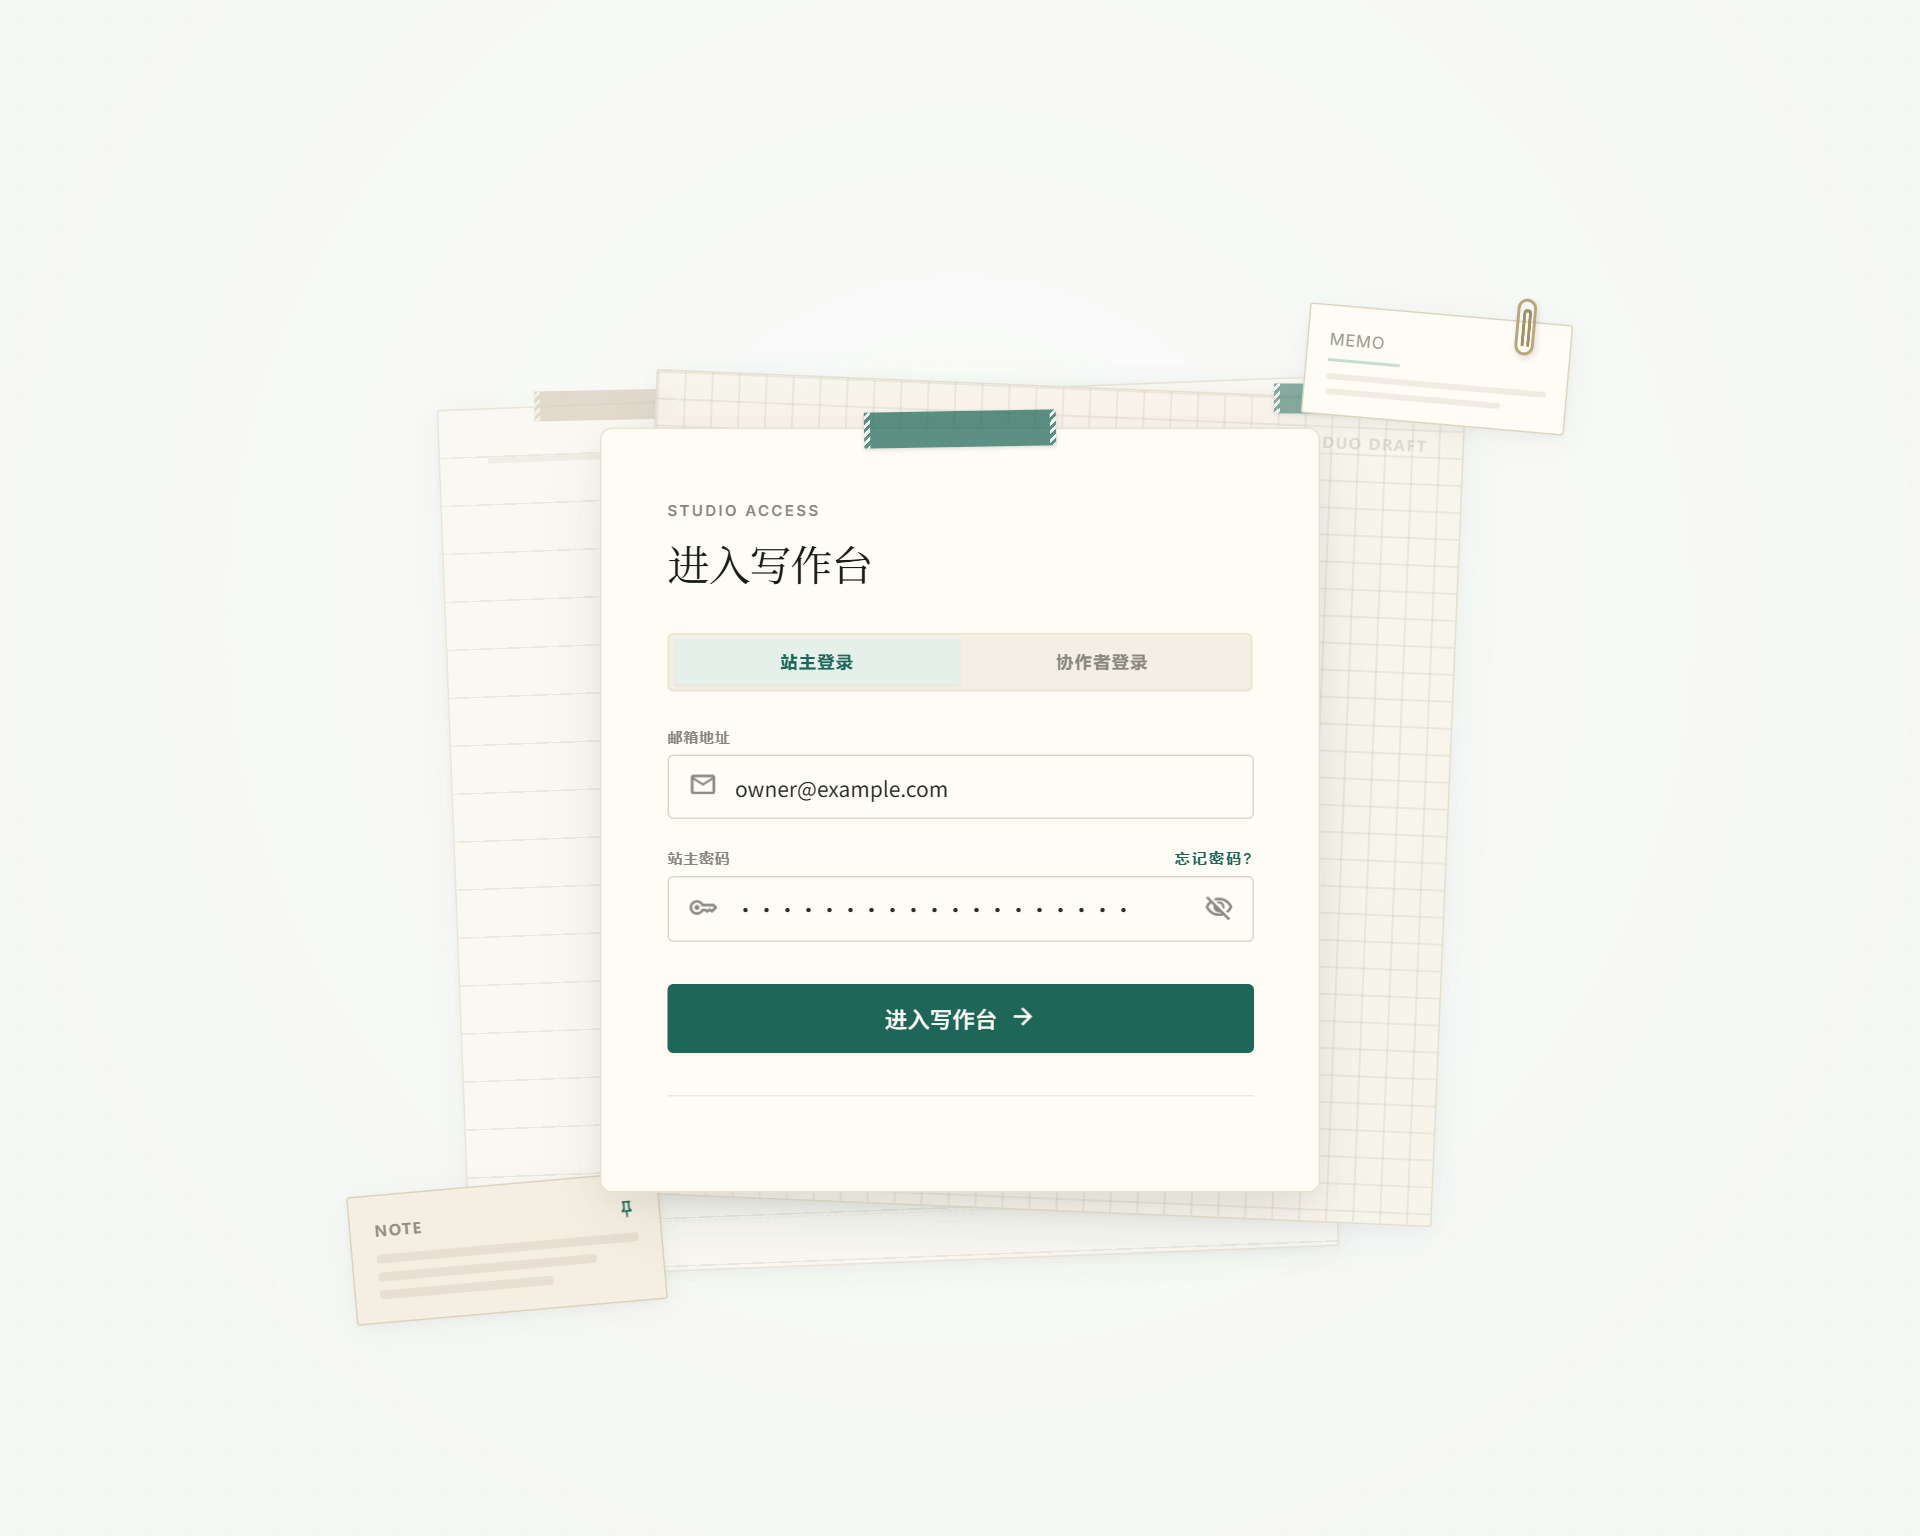 MEMO
DUO DRAFT
STUDIO ACCESS
进入写作台
站主登录
协作者登录
邮箱地址
owner@example.com
站主密码
忘记密码?
进入写作台
NOTE